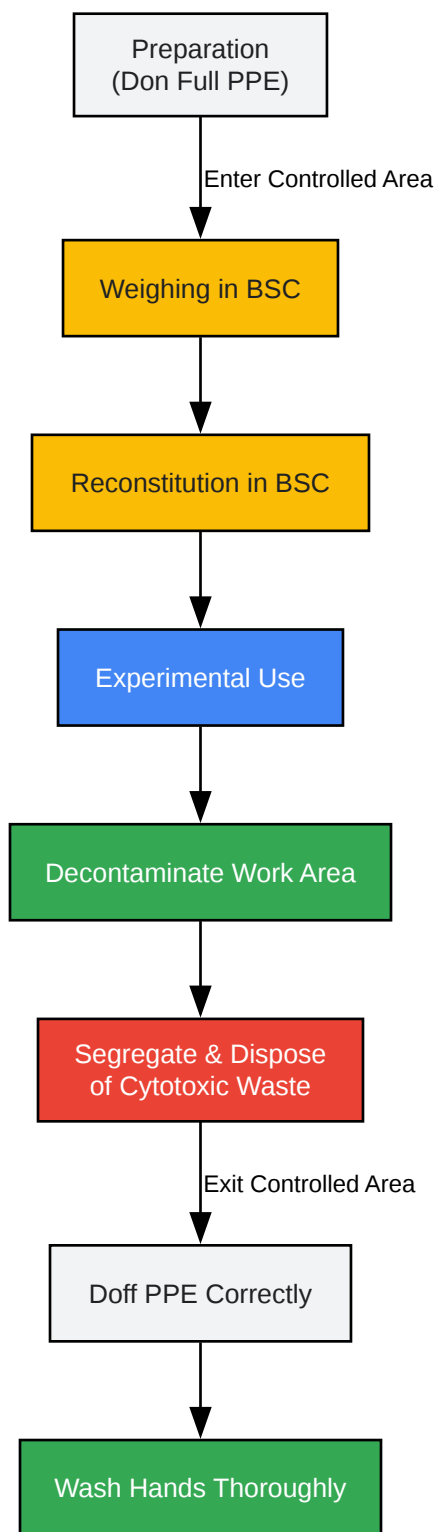 Preparation
(Don Full PPE)
Enter Controlled Area
Weighing in BSC
Reconstitution in BSC
Experimental Use
Decontaminate Work Area
Segregate & Dispose
of Cytotoxic Waste
Exit Controlled Area
Doff PPE Correctly
Wash Hands Thoroughly